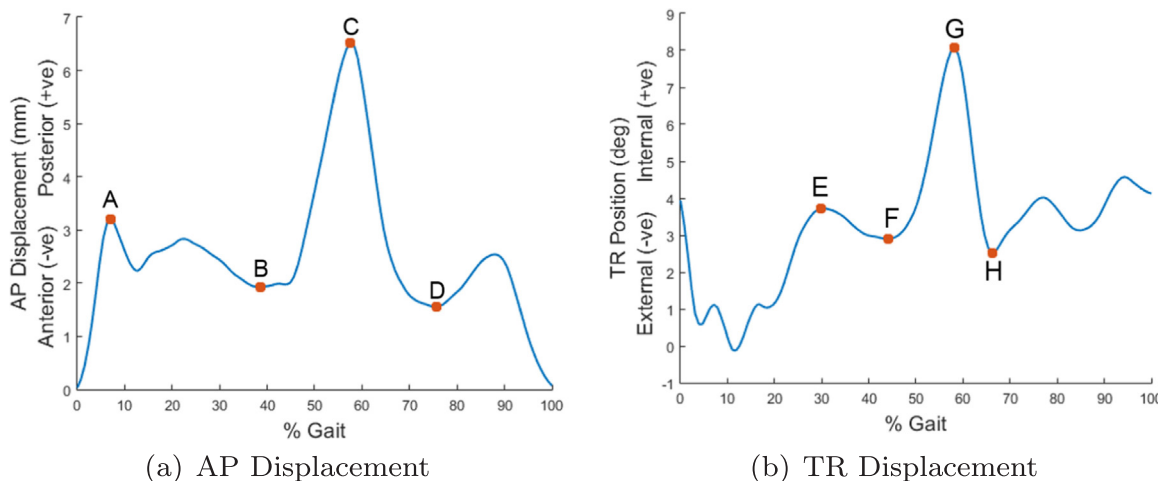 AP Displacement (mm)
Anterior (-ve) Posterior (+ve)
7
6
5
4
3
2
1
0
A
B
C
D
0 10 20 30 40 50 60 70 80 90 100
% Gait
(a) AP Displacement
TR Position (deg)
External (-ve) Internal (+ve)
9
8
7
6
5
4
3
2
1
0
-1
E
F
G
H
0 10 20 30 40 50 60 70 80 90 100
% Gait
(b) TR Displacement